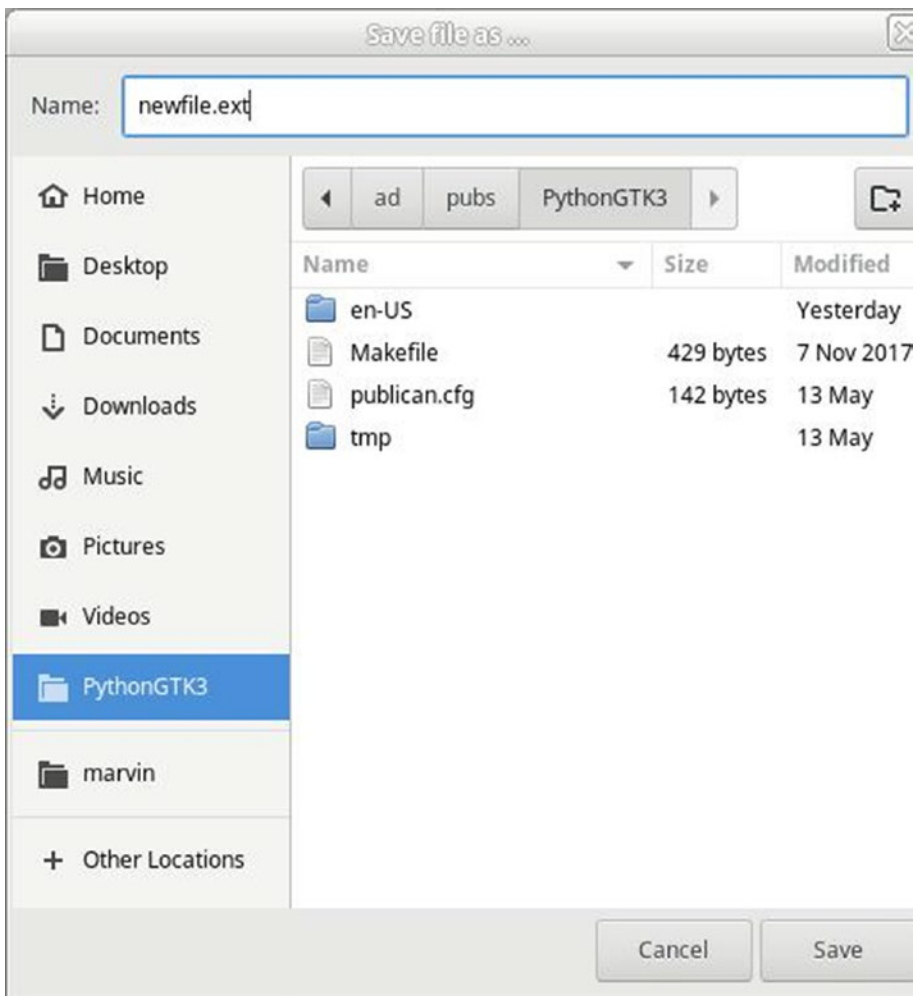 Save file as ...
Name: newfile.ext
Home
Desktop
Documents
Downloads
Music
Pictures
Videos
PythonGTK3
marvin
Other Locations
ad pubs PythonGTK3
Name Size Modified
en-US Yesterday
Makefile 429 bytes 7 Nov 2017
publican.cfg 142 bytes 13 May
tmp 13 May
Cancel Save